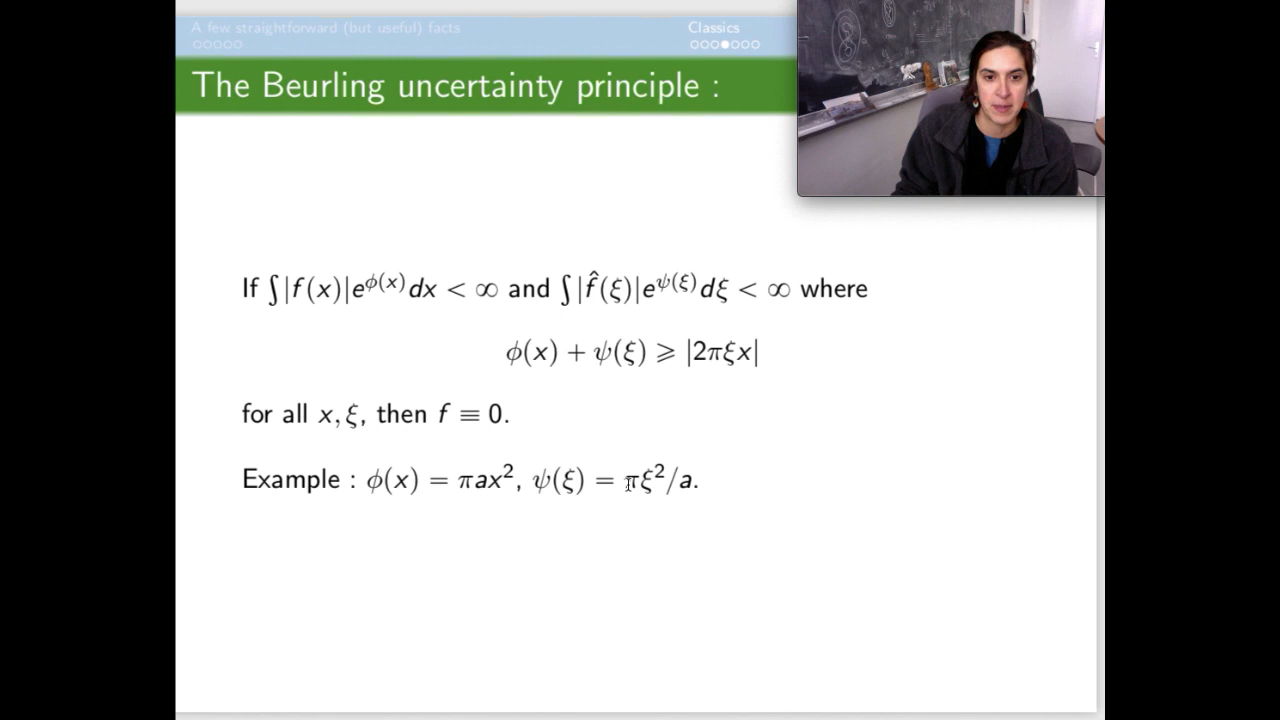 A few straightforward (but useful) facts
Classics
The Beurling uncertainty principle :
If ∫|f(x)|e^{ϕ(x)}dx < ∞ and ∫|f̂(ξ)|e^{ψ(ξ)}dξ < ∞ where
ϕ(x) + ψ(ξ) ⩾ |2πξx|
for all x, ξ, then f ≡ 0.
Example : ϕ(x) = πax², ψ(ξ) = πξ²/a.